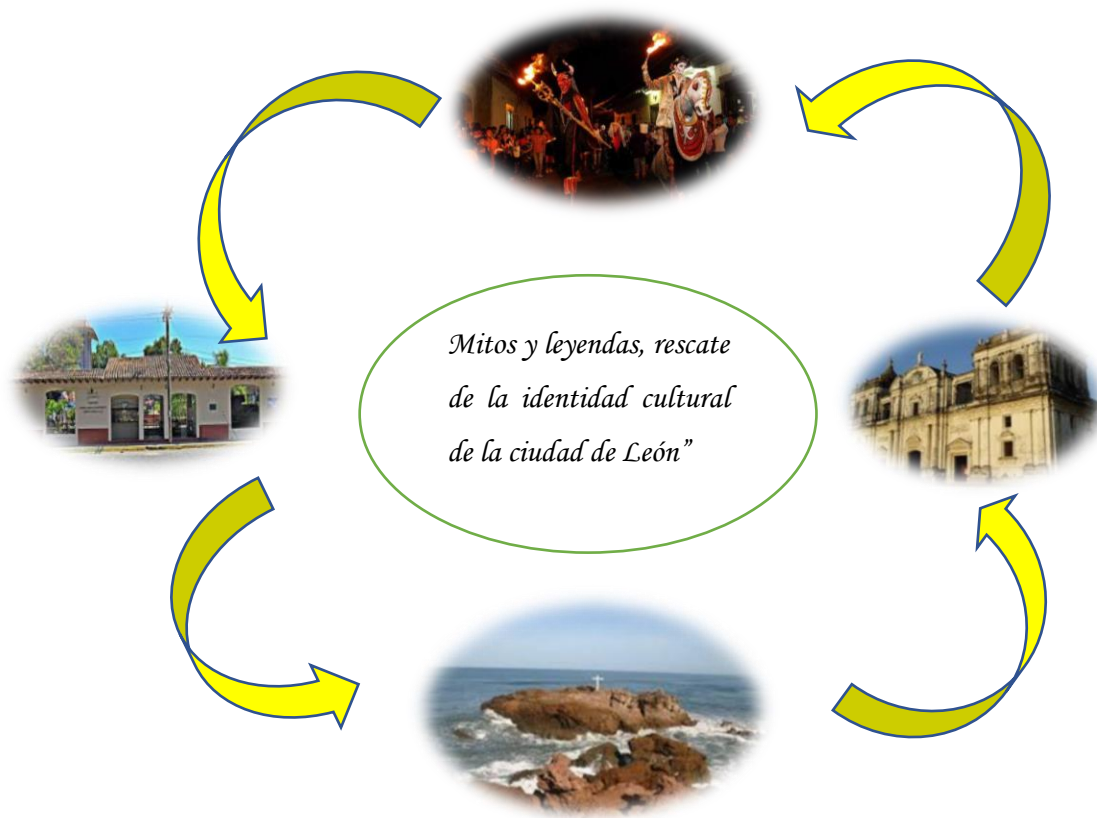 Mitos y leyendas, rescate
de la identidad cultural
de la ciudad de León”